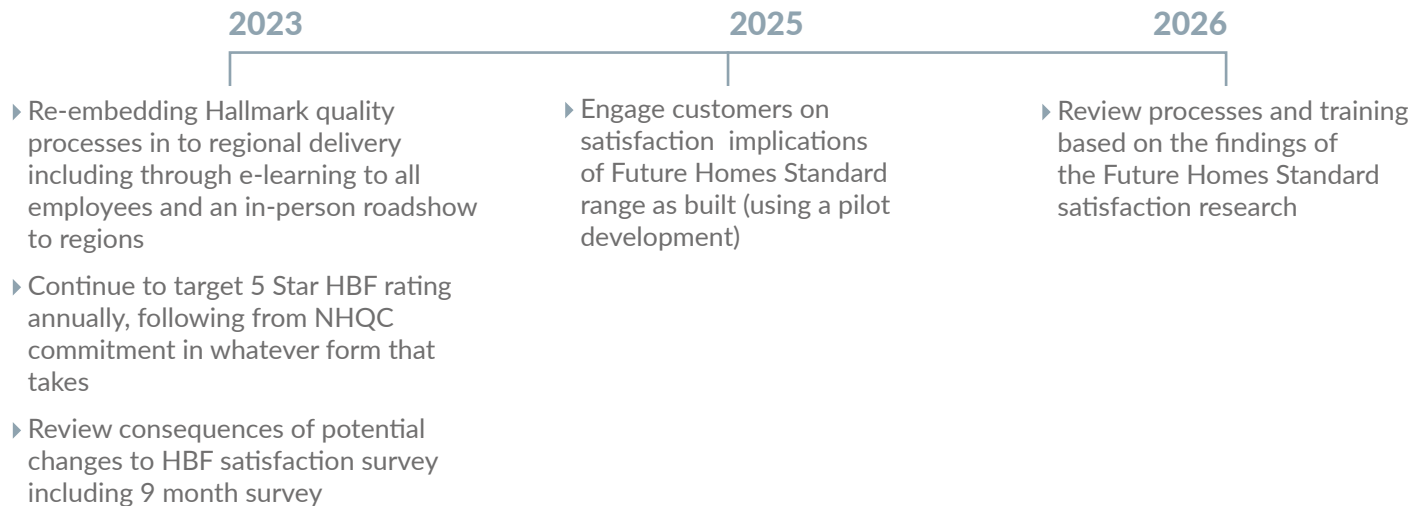 2023
Re-embedding Hallmark quality
processes in to regional delivery
including through e-learning to all
employees and an in-person roadshow
to regions
Continue to target 5 Star HBF rating
annually, following from NHQC
commitment in whatever form that
takes
Review consequences of potential
changes to HBF satisfaction survey
including 9 month survey
2025
Engage customers on
satisfaction  implications
of Future Homes Standard
range as built (using a pilot
development)
2026
Review processes and training
based on the findings of
the Future Homes Standard
satisfaction research